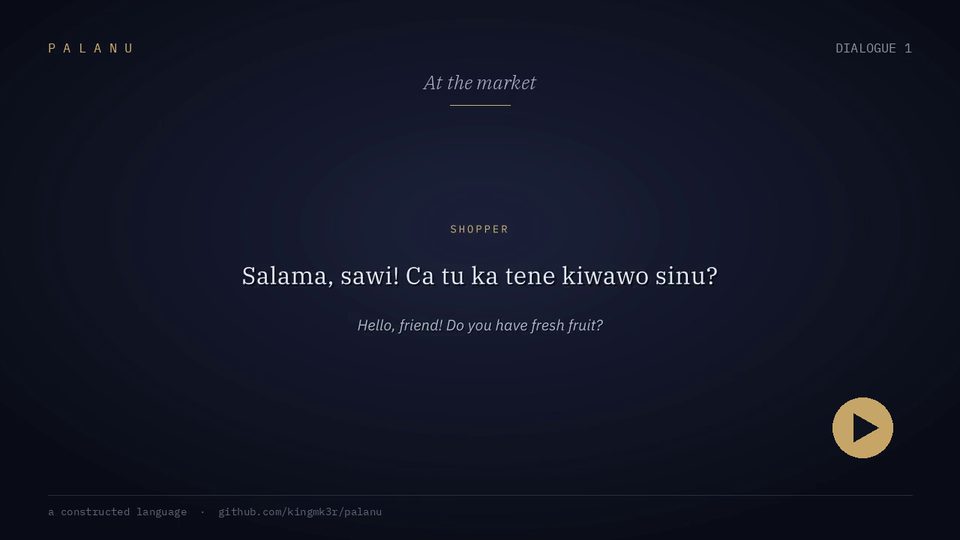 PALANU
DIALOGUE 1
At the market
SHOPPER
Salama, sawi! Ca tu ka tene kiwawo sinu?
Hello, friend! Do you have fresh fruit?
a constructed language · github.com/kingmk3r/palanu